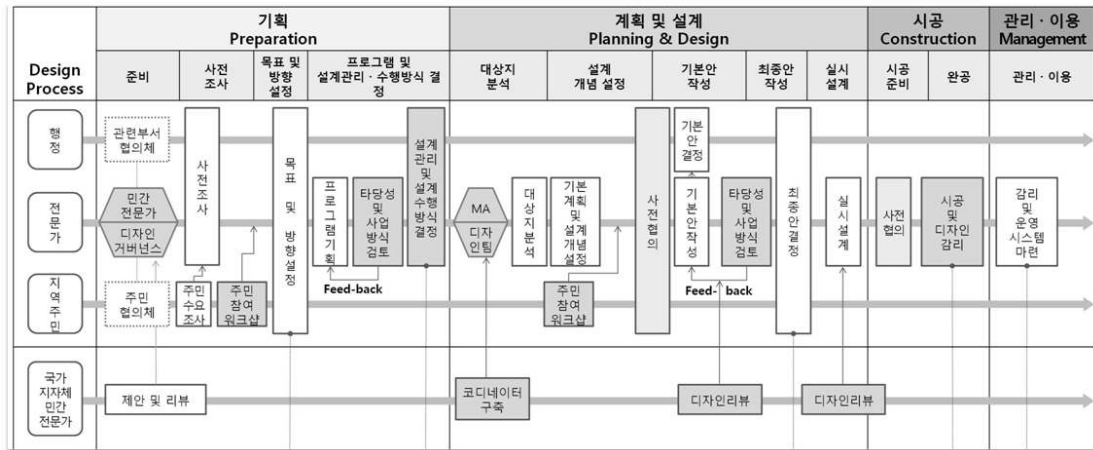 기획
Preparation
계획 및 설계
Planning & Design
시공
Construction
관리 · 이용
Management
Design
Process
준비
사전
조사
목표 및
방향
설정
프로그램 및
설계관리 · 수행방식 결
정
대상지
분석
설계
개념 설정
기본안
작성
최종안
작성
실시
설계
시공
준비
완공
관리 · 이용
행
정
관련부서
협의체
사
전
조
사
목
표
및
방
향
설
정
설계
관리
및
설계
수행
방식
결정
사
전
협
의
기본
안
결정
최
종
안
결
정
전
문
가
민간
전문가
디자인
거버넌스
프
로
그
램
기
획
타당성
및
사업
방식
검토
Feed-back
MA
디자
인팀
대
상
지
분
석
기본
계획
및
설계
개념
설정
기
본
안
작
성
타당성
및
사업
방식
검토
Feed- back
실
시
설
계
사전
협의
시공
및
디자인
감리
감리
및
운영
시스템
마련
지
역
주
민
주민
협의체
주민
수요
조사
주민
참여
워크샵
주민
참여
워크샵
국가
지자체
민간
전문가
제안 및 리뷰
코디네이터
구축
디자인리뷰
디자인리뷰